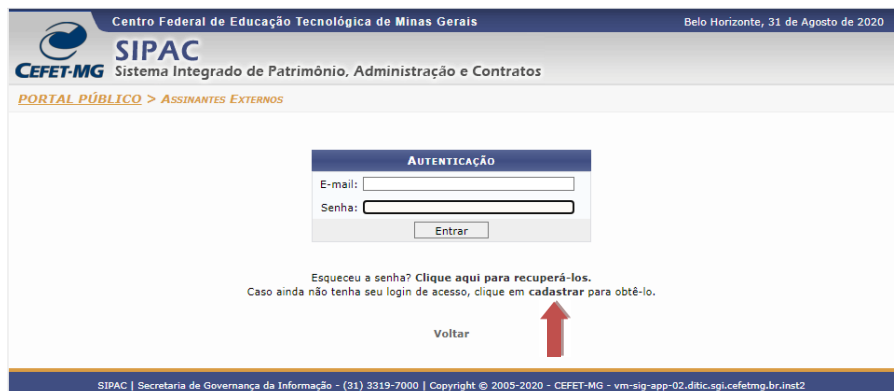 Centro Federal de Educação Tecnológica de Minas Gerais
Belo Horizonte, 31 de Agosto de 2020
CEFET-MG
SIPAC
Sistema Integrado de Patrimônio, Administração e Contratos
PORTAL PÚBLICO > ASSINANTES EXTERNOS
AUTENTICAÇÃO
E-mail:
Senha:
Entrar
Esqueceu a senha? Clique aqui para recuperá-los.
Caso ainda não tenha seu login de acesso, clique em cadastrar para obtê-lo.
Voltar
SIPAC | Secretaria de Governança da Informação - (31) 3319-7000 | Copyright © 2005-2020 - CEFET-MG - vm-sig-app-02.ditic.sgi.cefetmg.br.inst2